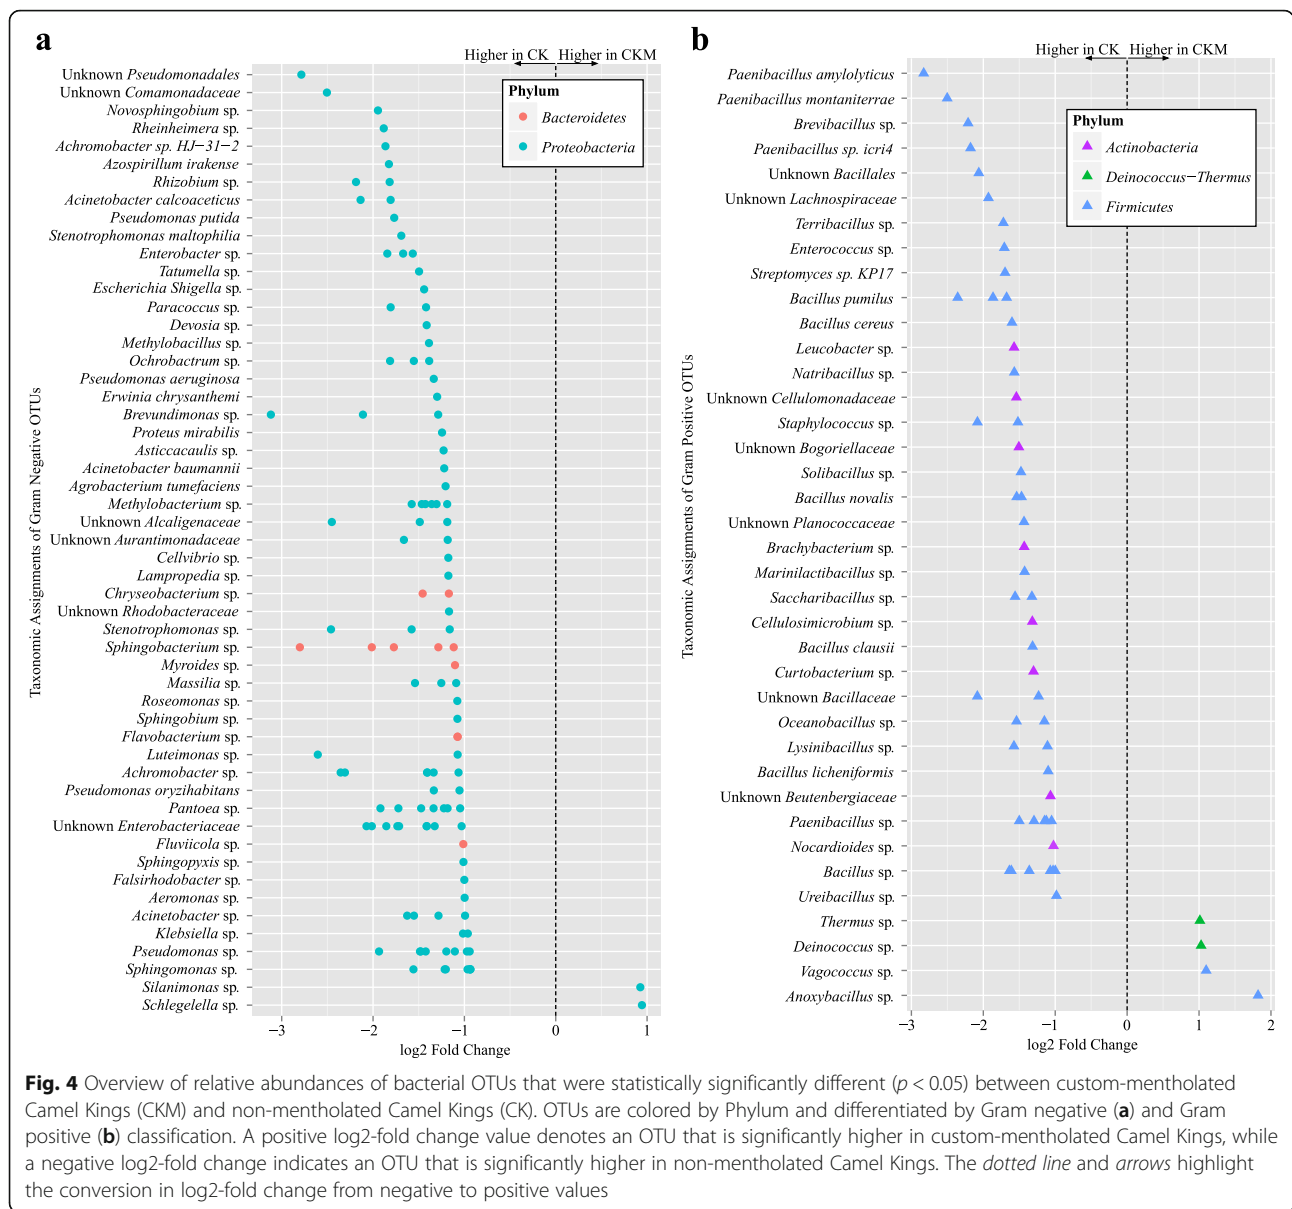 a
Higher in CK
Higher in CKM
Phylum
Bacteroidetes
Proteobacteria
Taxonomic Assignments of Gram Negative OTUs
Unknown Pseudomonadales
Unknown Comamonadaceae
Novosphingobium sp.
Rheinheimera sp.
Achromobacter sp. HJ−31−2
Azospirillum irakense
Rhizobium sp.
Acinetobacter calcoaceticus
Pseudomonas putida
Stenotrophomonas maltophilia
Enterobacter sp.
Tatumella sp.
Escherichia Shigella sp.
Paracoccus sp.
Devosia sp.
Methylobacillus sp.
Ochrobactrum sp.
Pseudomonas aeruginosa
Erwinia chrysanthemi
Brevundimonas sp.
Proteus mirabilis
Asticcacaulis sp.
Acinetobacter baumannii
Agrobacterium tumefaciens
Methylobacterium sp.
Unknown Alcaligenaceae
Unknown Aurantimonadaceae
Cellvibrio sp.
Lampropedia sp.
Chryseobacterium sp.
Unknown Rhodobacteraceae
Stenotrophomonas sp.
Sphingobacterium sp.
Myroides sp.
Massilia sp.
Roseomonas sp.
Sphingobium sp.
Flavobacterium sp.
Luteimonas sp.
Achromobacter sp.
Pseudomonas oryzihabitans
Pantoea sp.
Unknown Enterobacteriaceae
Fluviicola sp.
Sphingopyxis sp.
Falsirhodobacter sp.
Aeromonas sp.
Acinetobacter sp.
Klebsiella sp.
Pseudomonas sp.
Sphingomonas sp.
Silanimonas sp.
Schlegelella sp.
−3 −2 −1 0 1
log2 Fold Change
b
Higher in CK
Higher in CKM
Phylum
Actinobacteria
Deinococcus−Thermus
Firmicutes
Taxonomic Assignments of Gram Positive OTUs
Paenibacillus amylolyticus
Paenibacillus montaniterrae
Brevibacillus sp.
Paenibacillus sp. icri4
Unknown Bacillales
Unknown Lachnospiraceae
Terribacillus sp.
Enterococcus sp.
Streptomyces sp. KP17
Bacillus pumilus
Bacillus cereus
Leucobacter sp.
Natribacillus sp.
Unknown Cellulomonadaceae
Staphylococcus sp.
Unknown Bogoriellaceae
Solibacillus sp.
Bacillus novalis
Unknown Planococcaceae
Brachybacterium sp.
Marinilactibacillus sp.
Saccharibacillus sp.
Cellulosimicrobium sp.
Bacillus clausii
Curtobacterium sp.
Unknown Bacillaceae
Oceanobacillus sp.
Lysinibacillus sp.
Bacillus licheniformis
Unknown Beutenbergiaceae
Paenibacillus sp.
Nocardioides sp.
Bacillus sp.
Ureibacillus sp.
Thermus sp.
Deinococcus sp.
Vagococcus sp.
Anoxybacillus sp.
−3 −2 −1 0 1 2
log2 Fold Change
Fig. 4 Overview of relative abundances of bacterial OTUs that were statistically significantly different (p < 0.05) between custom-mentholated
Camel Kings (CKM) and non-mentholated Camel Kings (CK). OTUs are colored by Phylum and differentiated by Gram negative (a) and Gram
positive (b) classification. A positive log2-fold change value denotes an OTU that is significantly higher in custom-mentholated Camel Kings, while
a negative log2-fold change indicates an OTU that is significantly higher in non-mentholated Camel Kings. The dotted line and arrows highlight
the conversion in log2-fold change from negative to positive values